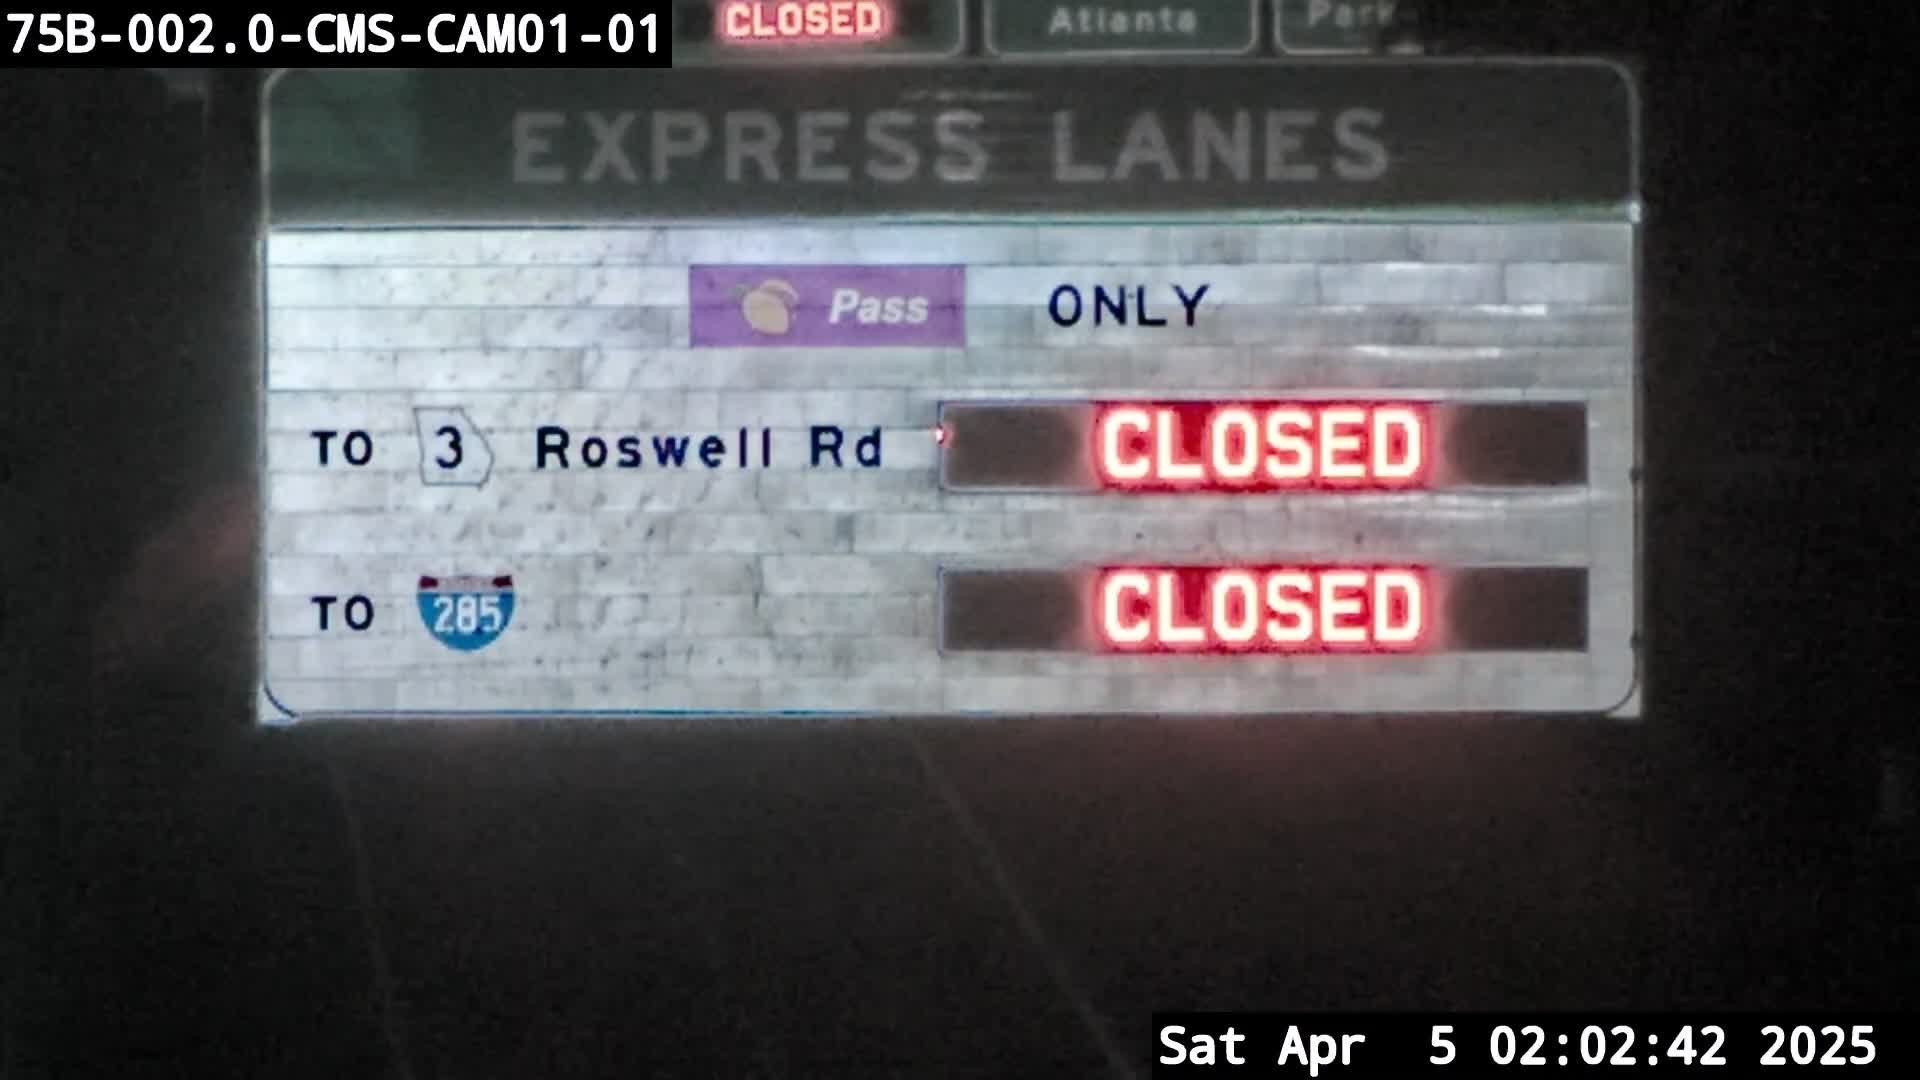 75B-002.0-CMS-CAM01-01
CLOSED
Atlanta
Park
EXPRESS LANES
Pass ONLY
TO 3 Roswell Rd CLOSED
TO 285 CLOSED
Sat Apr 5 02:02:42 2025